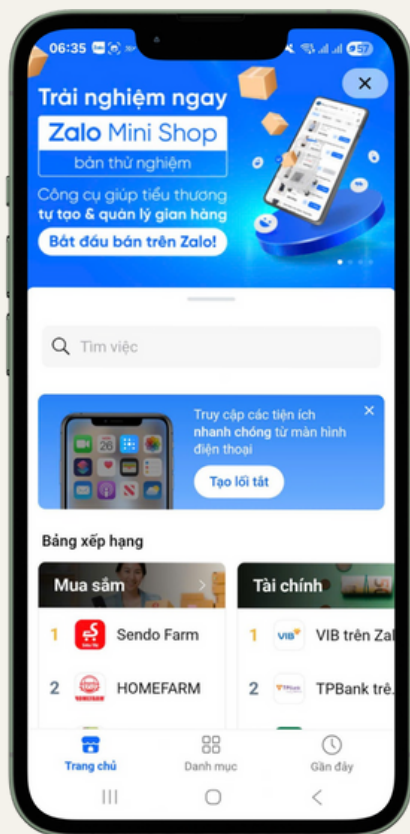 06:35
57
Trải nghiệm ngay
Zalo Mini Shop
bản thử nghiệm
Công cụ giúp tiểu thương
tự tạo & quản lý gian hàng
Bắt đầu bán trên Zalo!
Tìm việc
Truy cập các tiện ích
nhanh chóng từ màn hình
điện thoại
Tạo lối tắt
Bảng xếp hạng
Mua sắm
Tài chính
1 Sendo Farm
1 VIB VIB trên Zal
2 HOMEFARM
2 TPBank TPBank trê.
Trang chủ
Danh mục
Gần đây